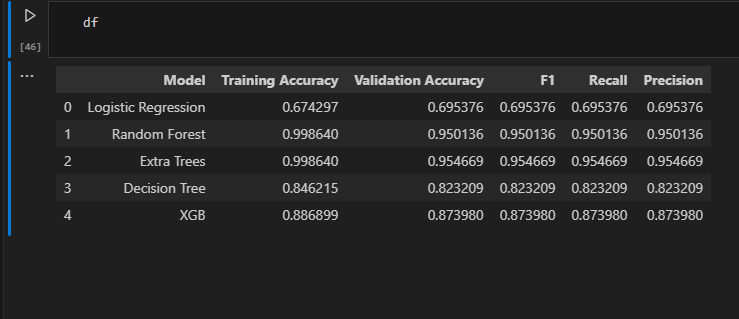 df
[46]
...
Model Training Accuracy Validation Accuracy F1 Recall Precision
0 Logistic Regression 0.674297 0.695376 0.695376 0.695376 0.695376
1 Random Forest 0.998640 0.950136 0.950136 0.950136 0.950136
2 Extra Trees 0.998640 0.954669 0.954669 0.954669 0.954669
3 Decision Tree 0.846215 0.823209 0.823209 0.823209 0.823209
4 XGB 0.886899 0.873980 0.873980 0.873980 0.873980